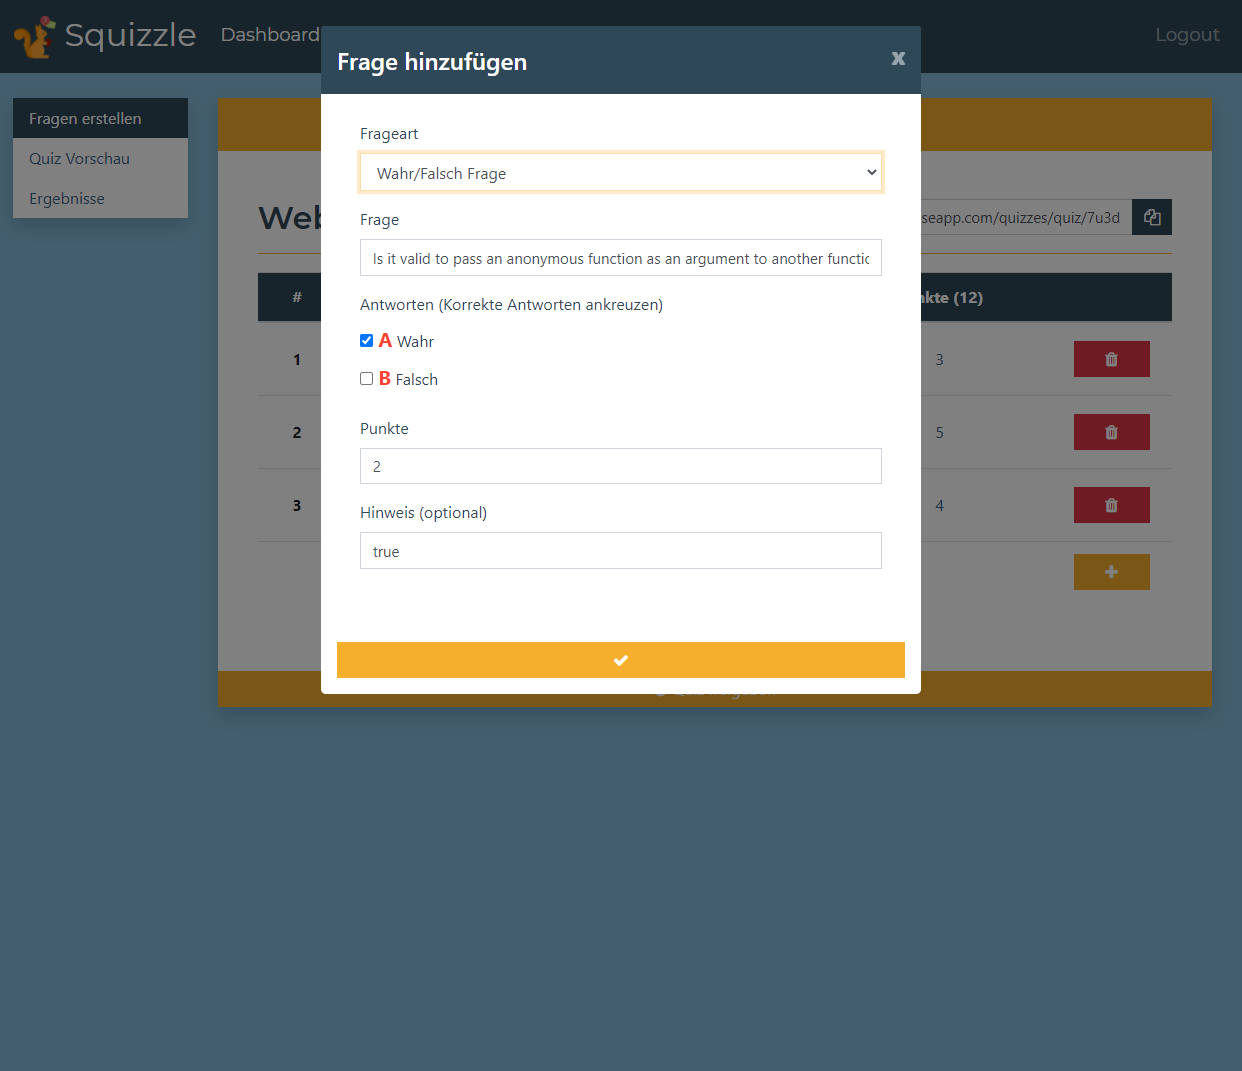 Squizzle Dashboard Logout
Frage hinzufügen x
Fragen erstellen
Quiz Vorschau
Ergebnisse
Frageart
Wahr/Falsch Frage
Frage
Is it valid to pass an anonymous function as an argument to another functio
Antworten (Korrekte Antworten ankreuzen)
A Wahr
B Falsch
Punkte
2
Hinweis (optional)
true
Web
seapp.com/quizzes/quiz/7u3d
# nkte (12)
1 3
2 5
3 4